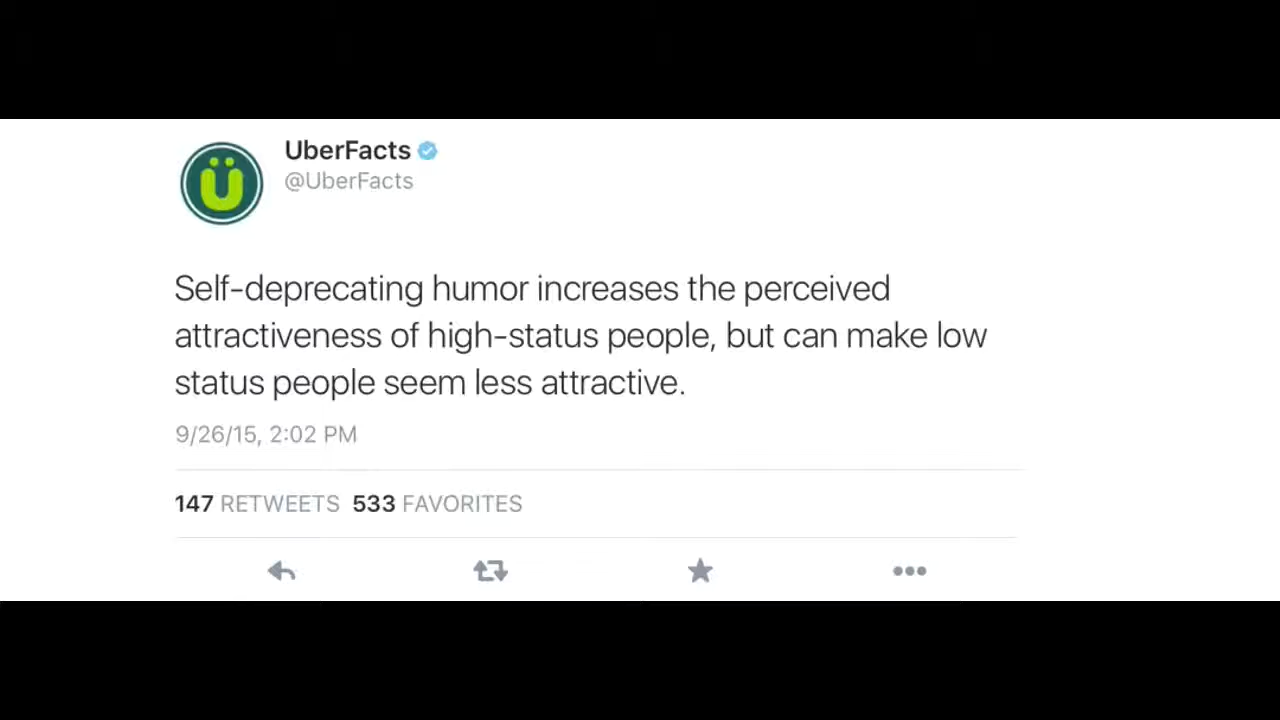 Ü
UberFacts
@UberFacts
Self-deprecating humor increases the perceived
attractiveness of high-status people, but can make low
status people seem less attractive.
9/26/15, 2:02 PM
147 RETWEETS 533 FAVORITES